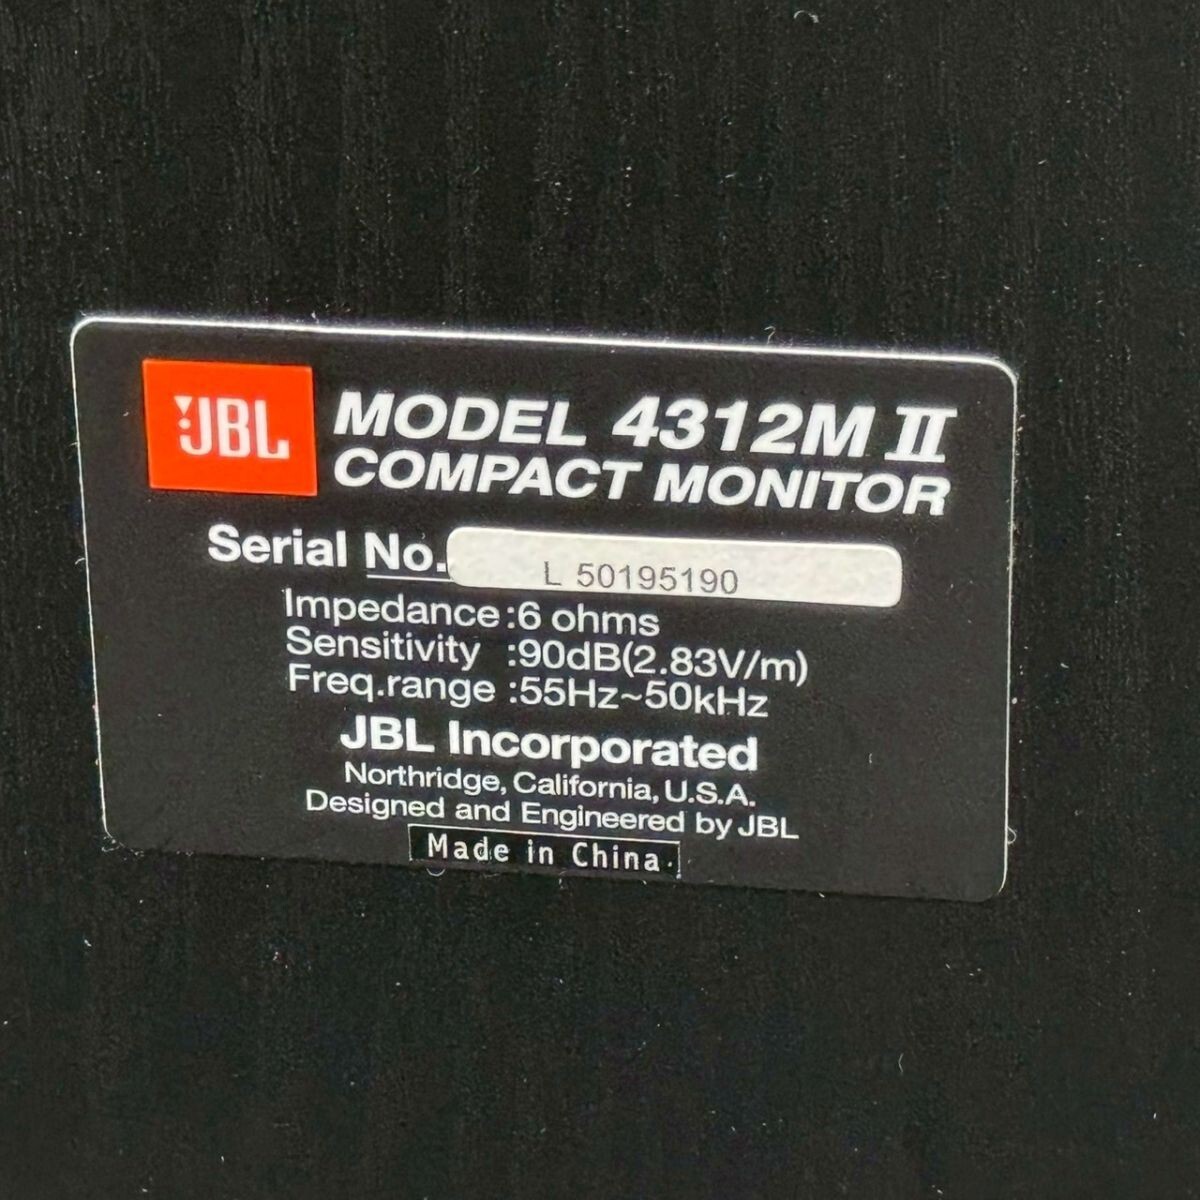 JBL
MODEL 4312M II
COMPACT MONITOR
Serial No. L 50195190
Impedance:6 ohms
Sensitivity :90dB(2.83V/m)
Freq.range :55Hz~50kHz
JBL Incorporated
Northridge, California, U.S.A.
Designed and Engineered by JBL
Made in China